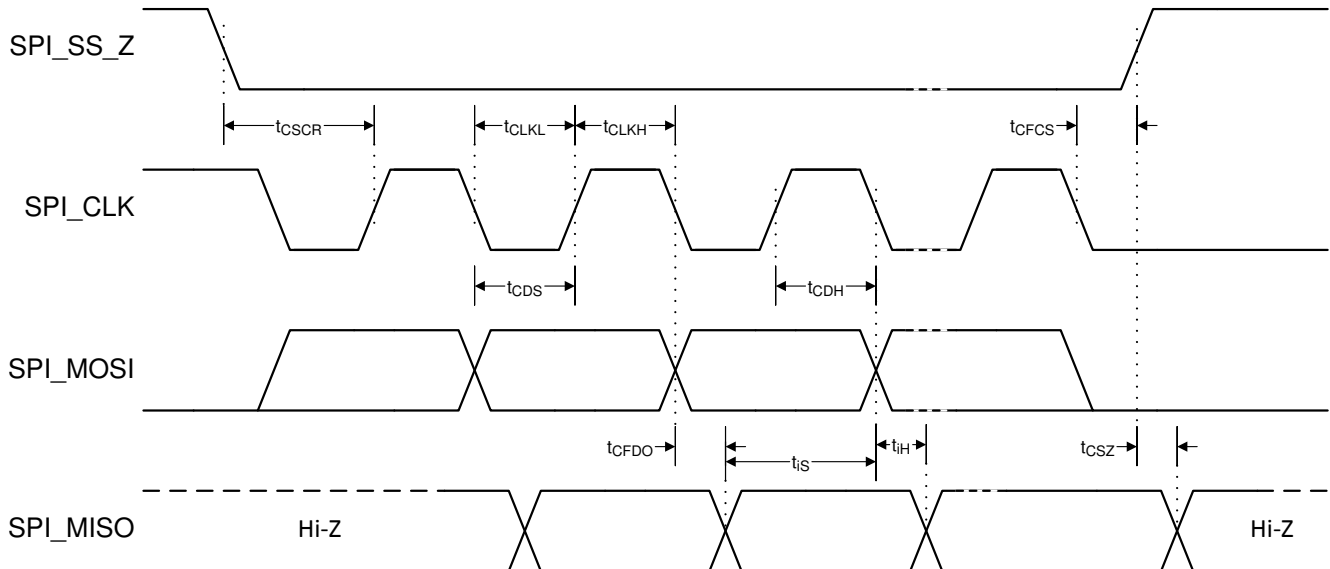 SPI_SS_Z
tCSCR
tCLKL
tCLKH
tCFCS
SPI_CLK
tCDS
tCDH
SPI_MOSI
tCFDO
tiS
tiH
tCSZ
SPI_MISO
Hi-Z
Hi-Z